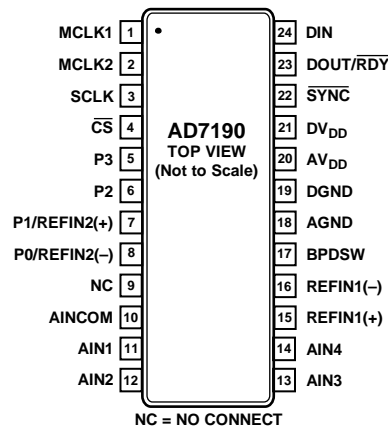 MCLK1 1
MCLK2 2
SCLK 3
C̅S̅ 4
P3 5
P2 6
P1/REFIN2(+) 7
P0/REFIN2(–) 8
NC 9
AINCOM 10
AIN1 11
AIN2 12
AD7190
TOP VIEW
(Not to Scale)
24 DIN
23 DOUT/R̅D̅Y̅
22 S̅Y̅N̅C̅
21 DVDD
20 AVDD
19 DGND
18 AGND
17 BPDSW
16 REFIN1(–)
15 REFIN1(+)
14 AIN4
13 AIN3
NC = NO CONNECT